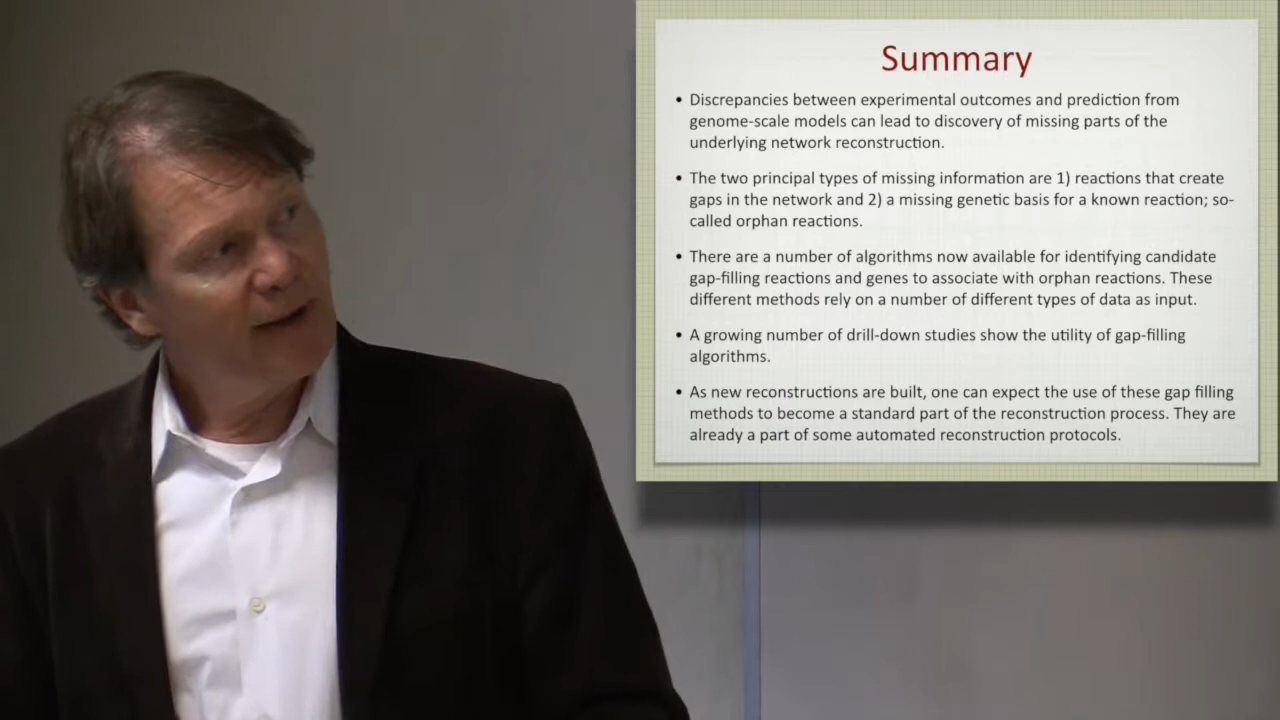 Summary
• Discrepancies between experimental outcomes and prediction from
genome-scale models can lead to discovery of missing parts of the
underlying network reconstruction.
• The two principal types of missing information are 1) reactions that create
gaps in the network and 2) a missing genetic basis for a known reaction; so-
called orphan reactions.
• There are a number of algorithms now available for identifying candidate
gap-filling reactions and genes to associate with orphan reactions. These
different methods rely on a number of different types of data as input.
• A growing number of drill-down studies show the utility of gap-filling
algorithms.
• As new reconstructions are built, one can expect the use of these gap filling
methods to become a standard part of the reconstruction process. They are
already a part of some automated reconstruction protocols.